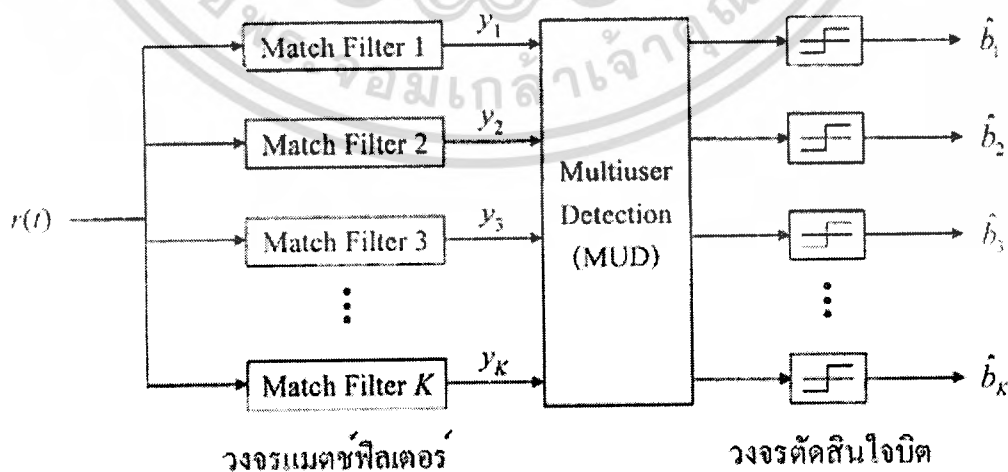 Match Filter 1
y₁
b̂₁
Match Filter 2
y₂
b̂₂
Multiuser
Detection
(MUD)
r(t)
Match Filter 3
y₃
b̂₃
Match Filter K
y_K
b̂_K
วงจรแมตช์ฟิลเตอร์
วงจรตัดสินใจบิต